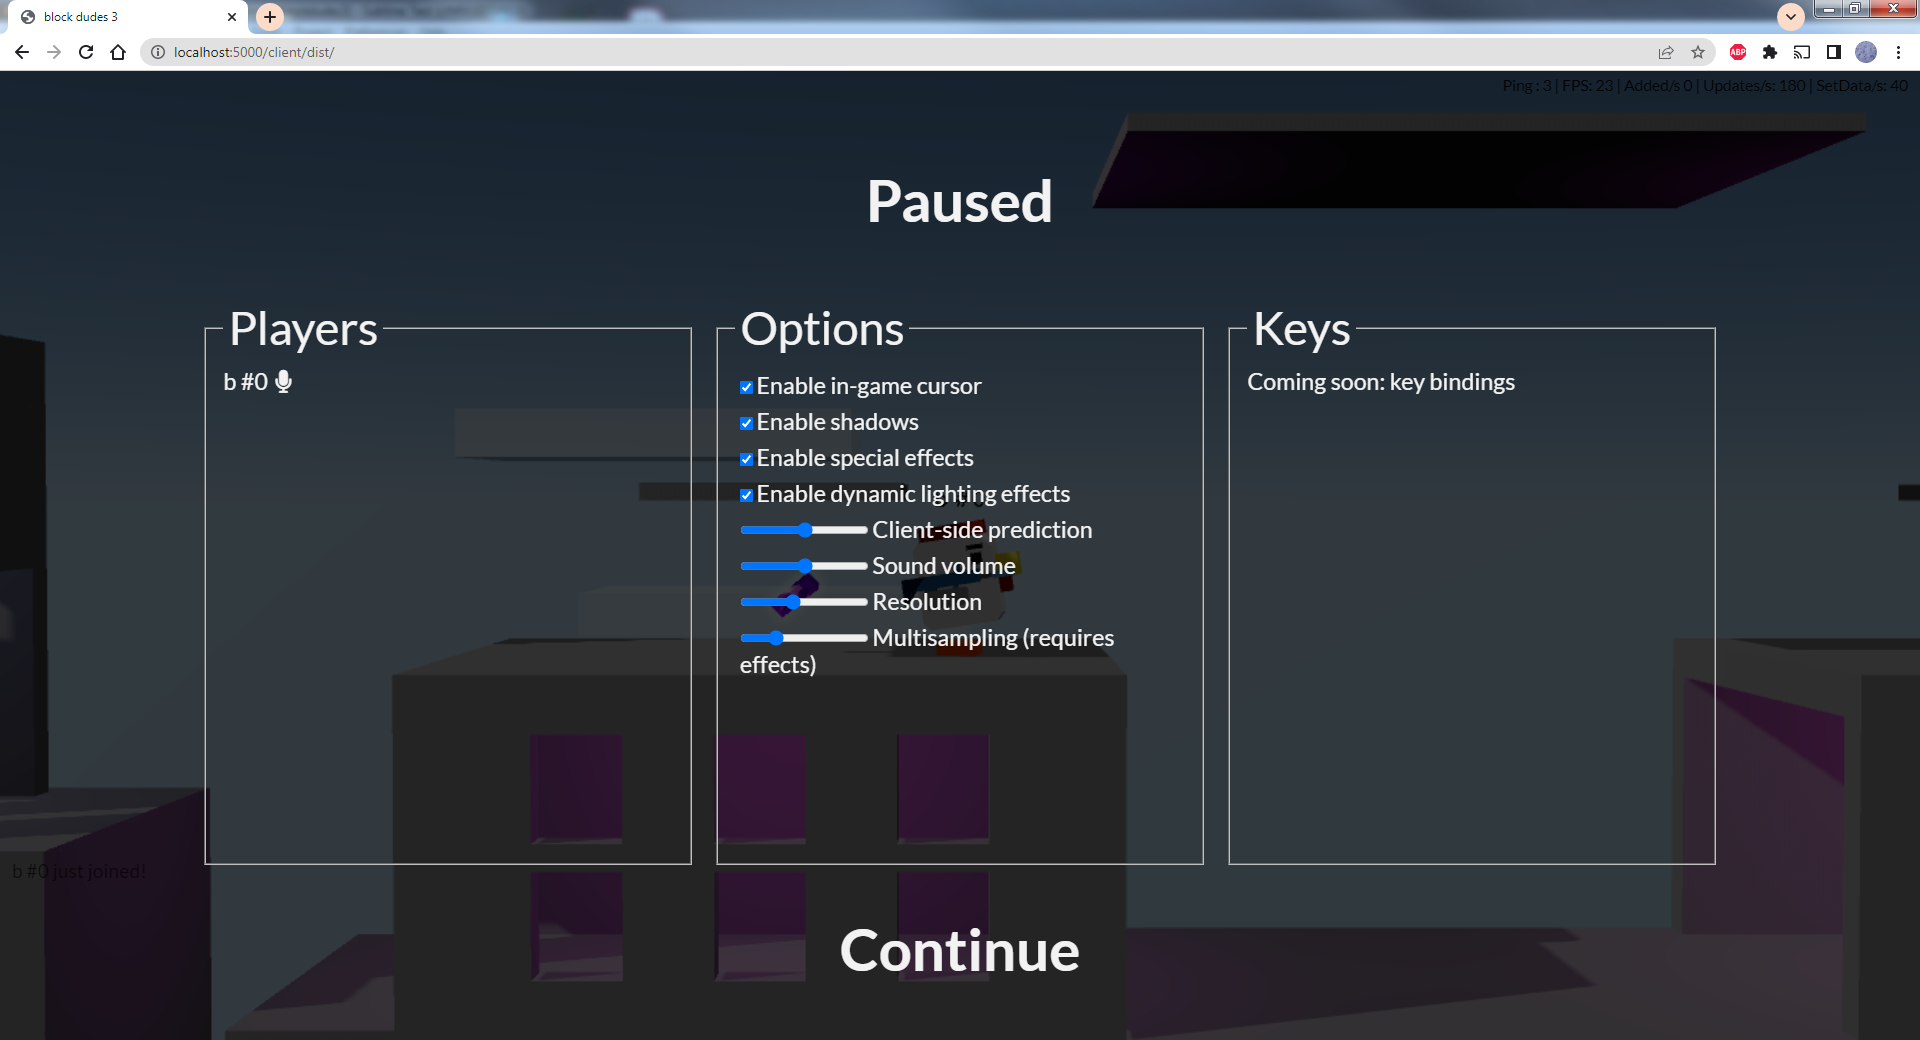 block dudes 3
localhost:5000/client/dist/
ABP
Ping : 3 | FPS: 23 | Added/s 0 | Updates/s: 180 | SetData/s: 40
Paused
Players
b #0
Options
Enable in-game cursor
Enable shadows
Enable special effects
Enable dynamic lighting effects
Client-side prediction
Sound volume
Resolution
Multisampling (requires
effects)
Keys
Coming soon: key bindings
b #0 just joined!
Continue